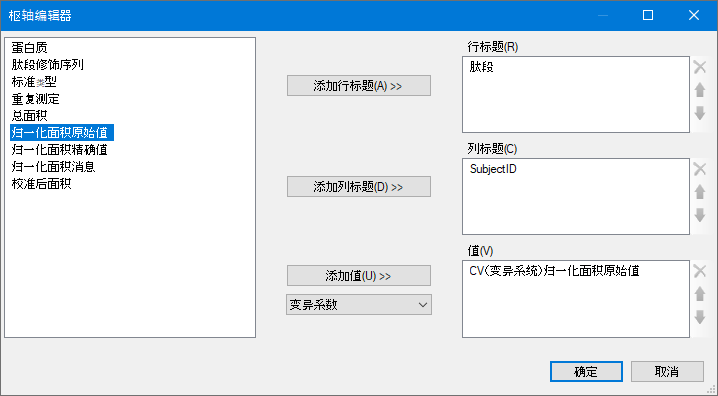 枢轴编辑器
蛋白质
肽段修饰序列
标准类型
重复测定
总面积
归一化面积原始值
归一化面积精确值
归一化面积消息
校准后面积
添加行标题(A) >>
添加列标题(D) >>
添加值(U) >>
变异系数
行标题(R)
肽段
列标题(C)
SubjectID
值(V)
CV(变异系统)归一化面积原始值
确定
取消